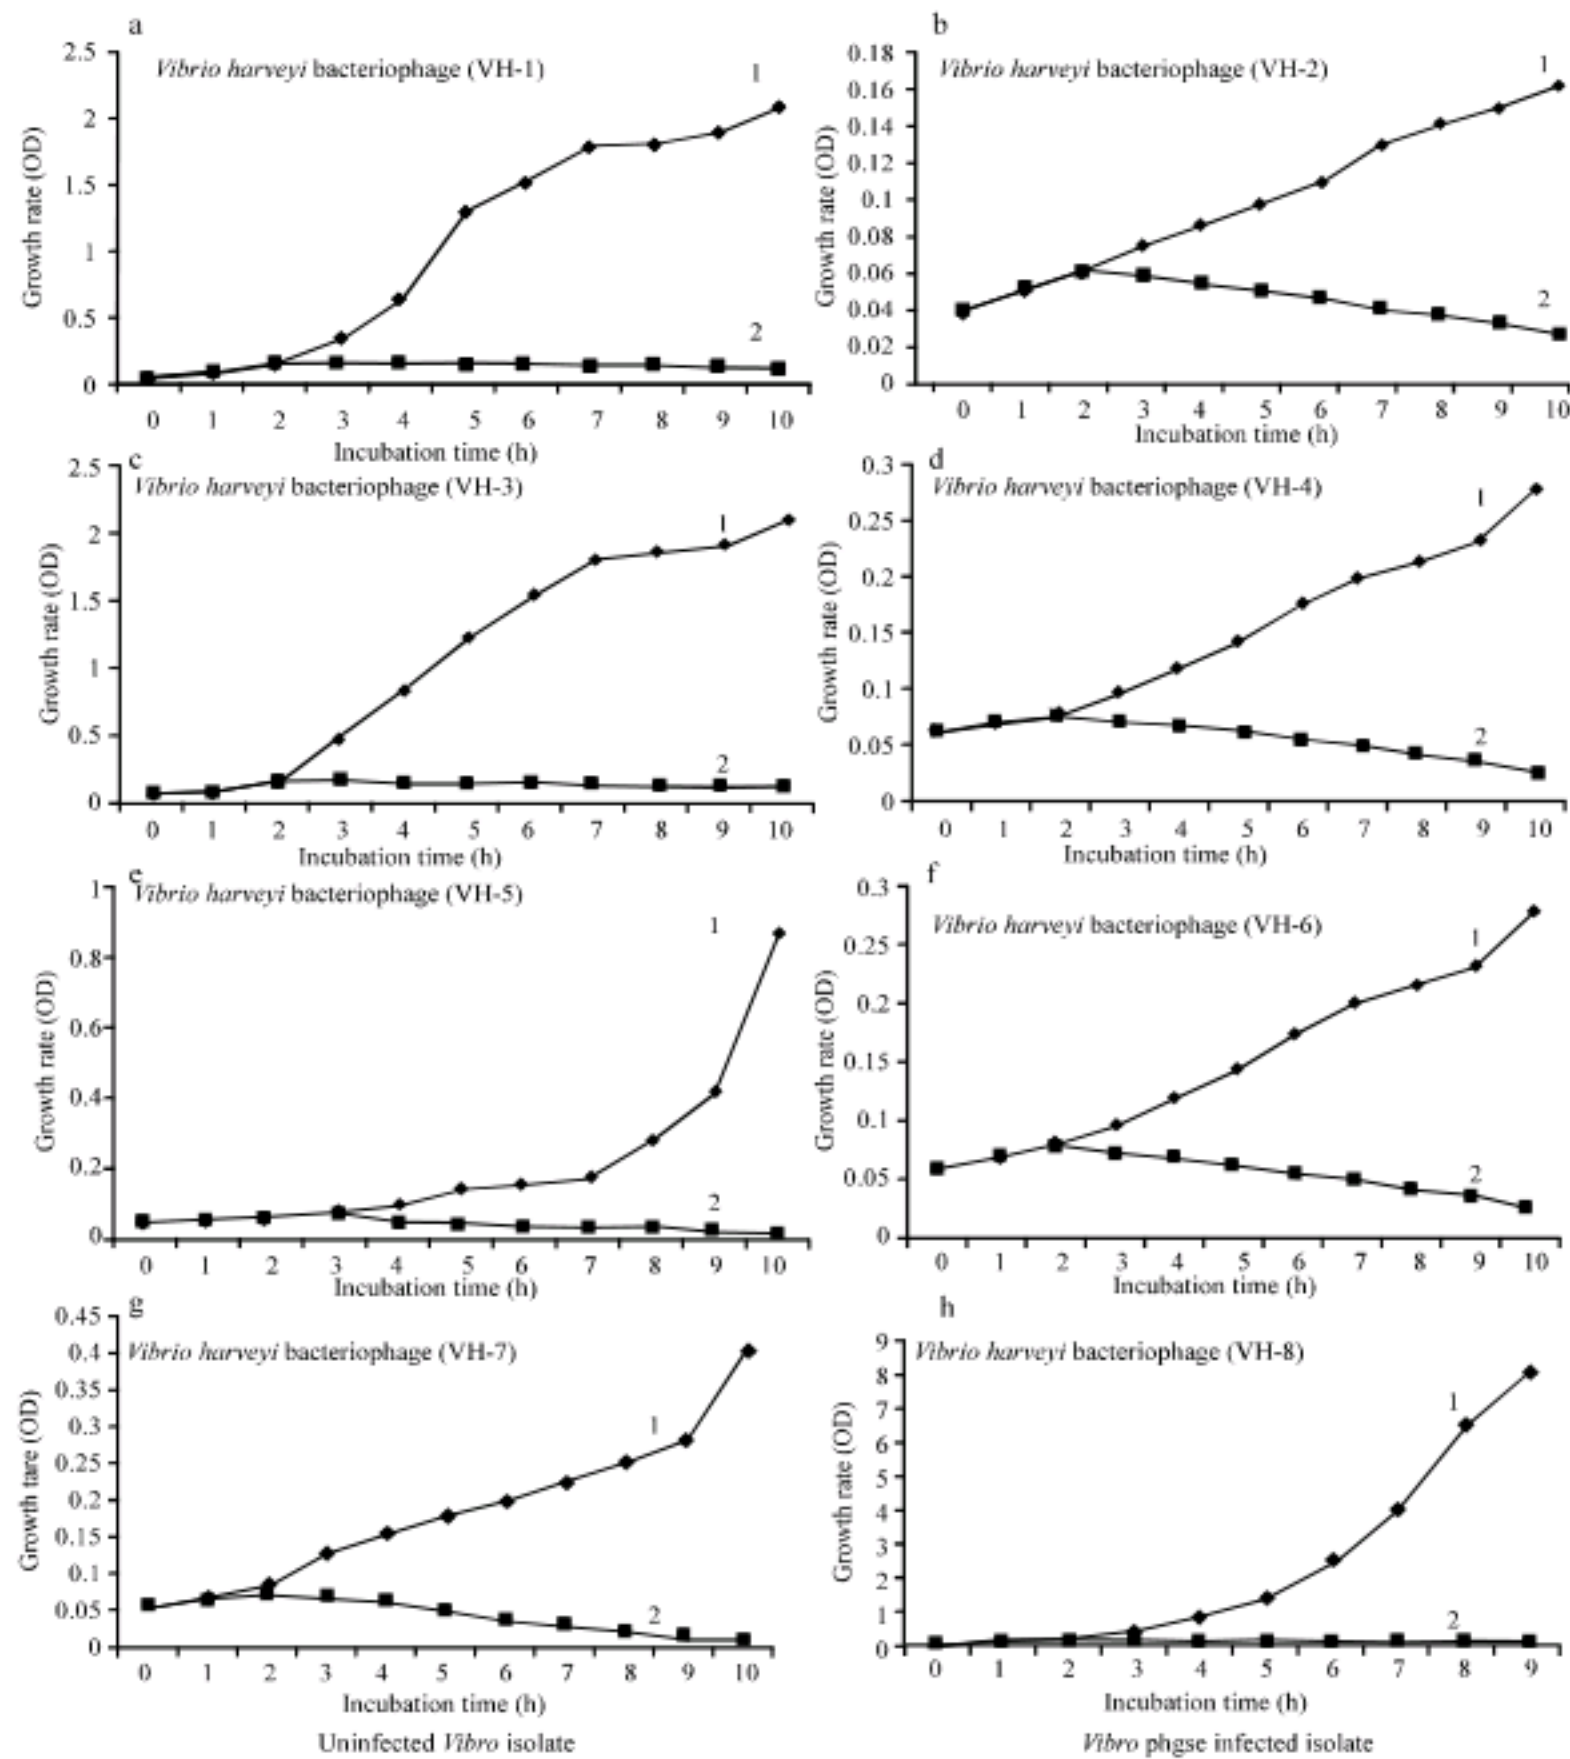 a
Vibrio harveyi bacteriophage (VH-1)
1
2
Growth rate (OD)
2.5
2
1.5
1
0.5
0
0 1 2 3 4 5 6 7 8 9 10
Incubation time (h)
b
Vibrio harveyi bacteriophage (VH-2)
1
2
Growth rate (OD)
0.18
0.16
0.14
0.12
0.1
0.08
0.06
0.04
0.02
0
0 1 2 3 4 5 6 7 8 9 10
Incubation time (h)
c
Vibrio harveyi bacteriophage (VH-3)
1
2
Growth rate (OD)
2.5
2
1.5
1
0.5
0
0 1 2 3 4 5 6 7 8 9 10
Incubation time (h)
d
Vibrio harveyi bacteriophage (VH-4)
1
2
Growth rate (OD)
0.3
0.25
0.2
0.15
0.1
0.05
0
0 1 2 3 4 5 6 7 8 9 10
Incubation time (h)
e
Vibrio harveyi bacteriophage (VH-5)
1
2
Growth rate (OD)
1
0.8
0.6
0.4
0.2
0
0 1 2 3 4 5 6 7 8 9 10
Incubation time (h)
f
Vibrio harveyi bacteriophage (VH-6)
1
2
Growth rate (OD)
0.3
0.25
0.2
0.15
0.1
0.05
0
0 1 2 3 4 5 6 7 8 9 10
Incubation time (h)
g
Vibrio harveyi bacteriophage (VH-7)
1
2
Growth tare (OD)
0.45
0.4
0.35
0.3
0.25
0.2
0.15
0.1
0.05
0
0 1 2 3 4 5 6 7 8 9 10
Incubation time (h)
h
Vibrio harveyi bacteriophage (VH-8)
1
2
Growth rate (OD)
9
8
7
6
5
4
3
2
1
0
0 1 2 3 4 5 6 7 8 9
Incubation time (h)
Uninfected Vibro isolate
Vibro phgse infected isolate